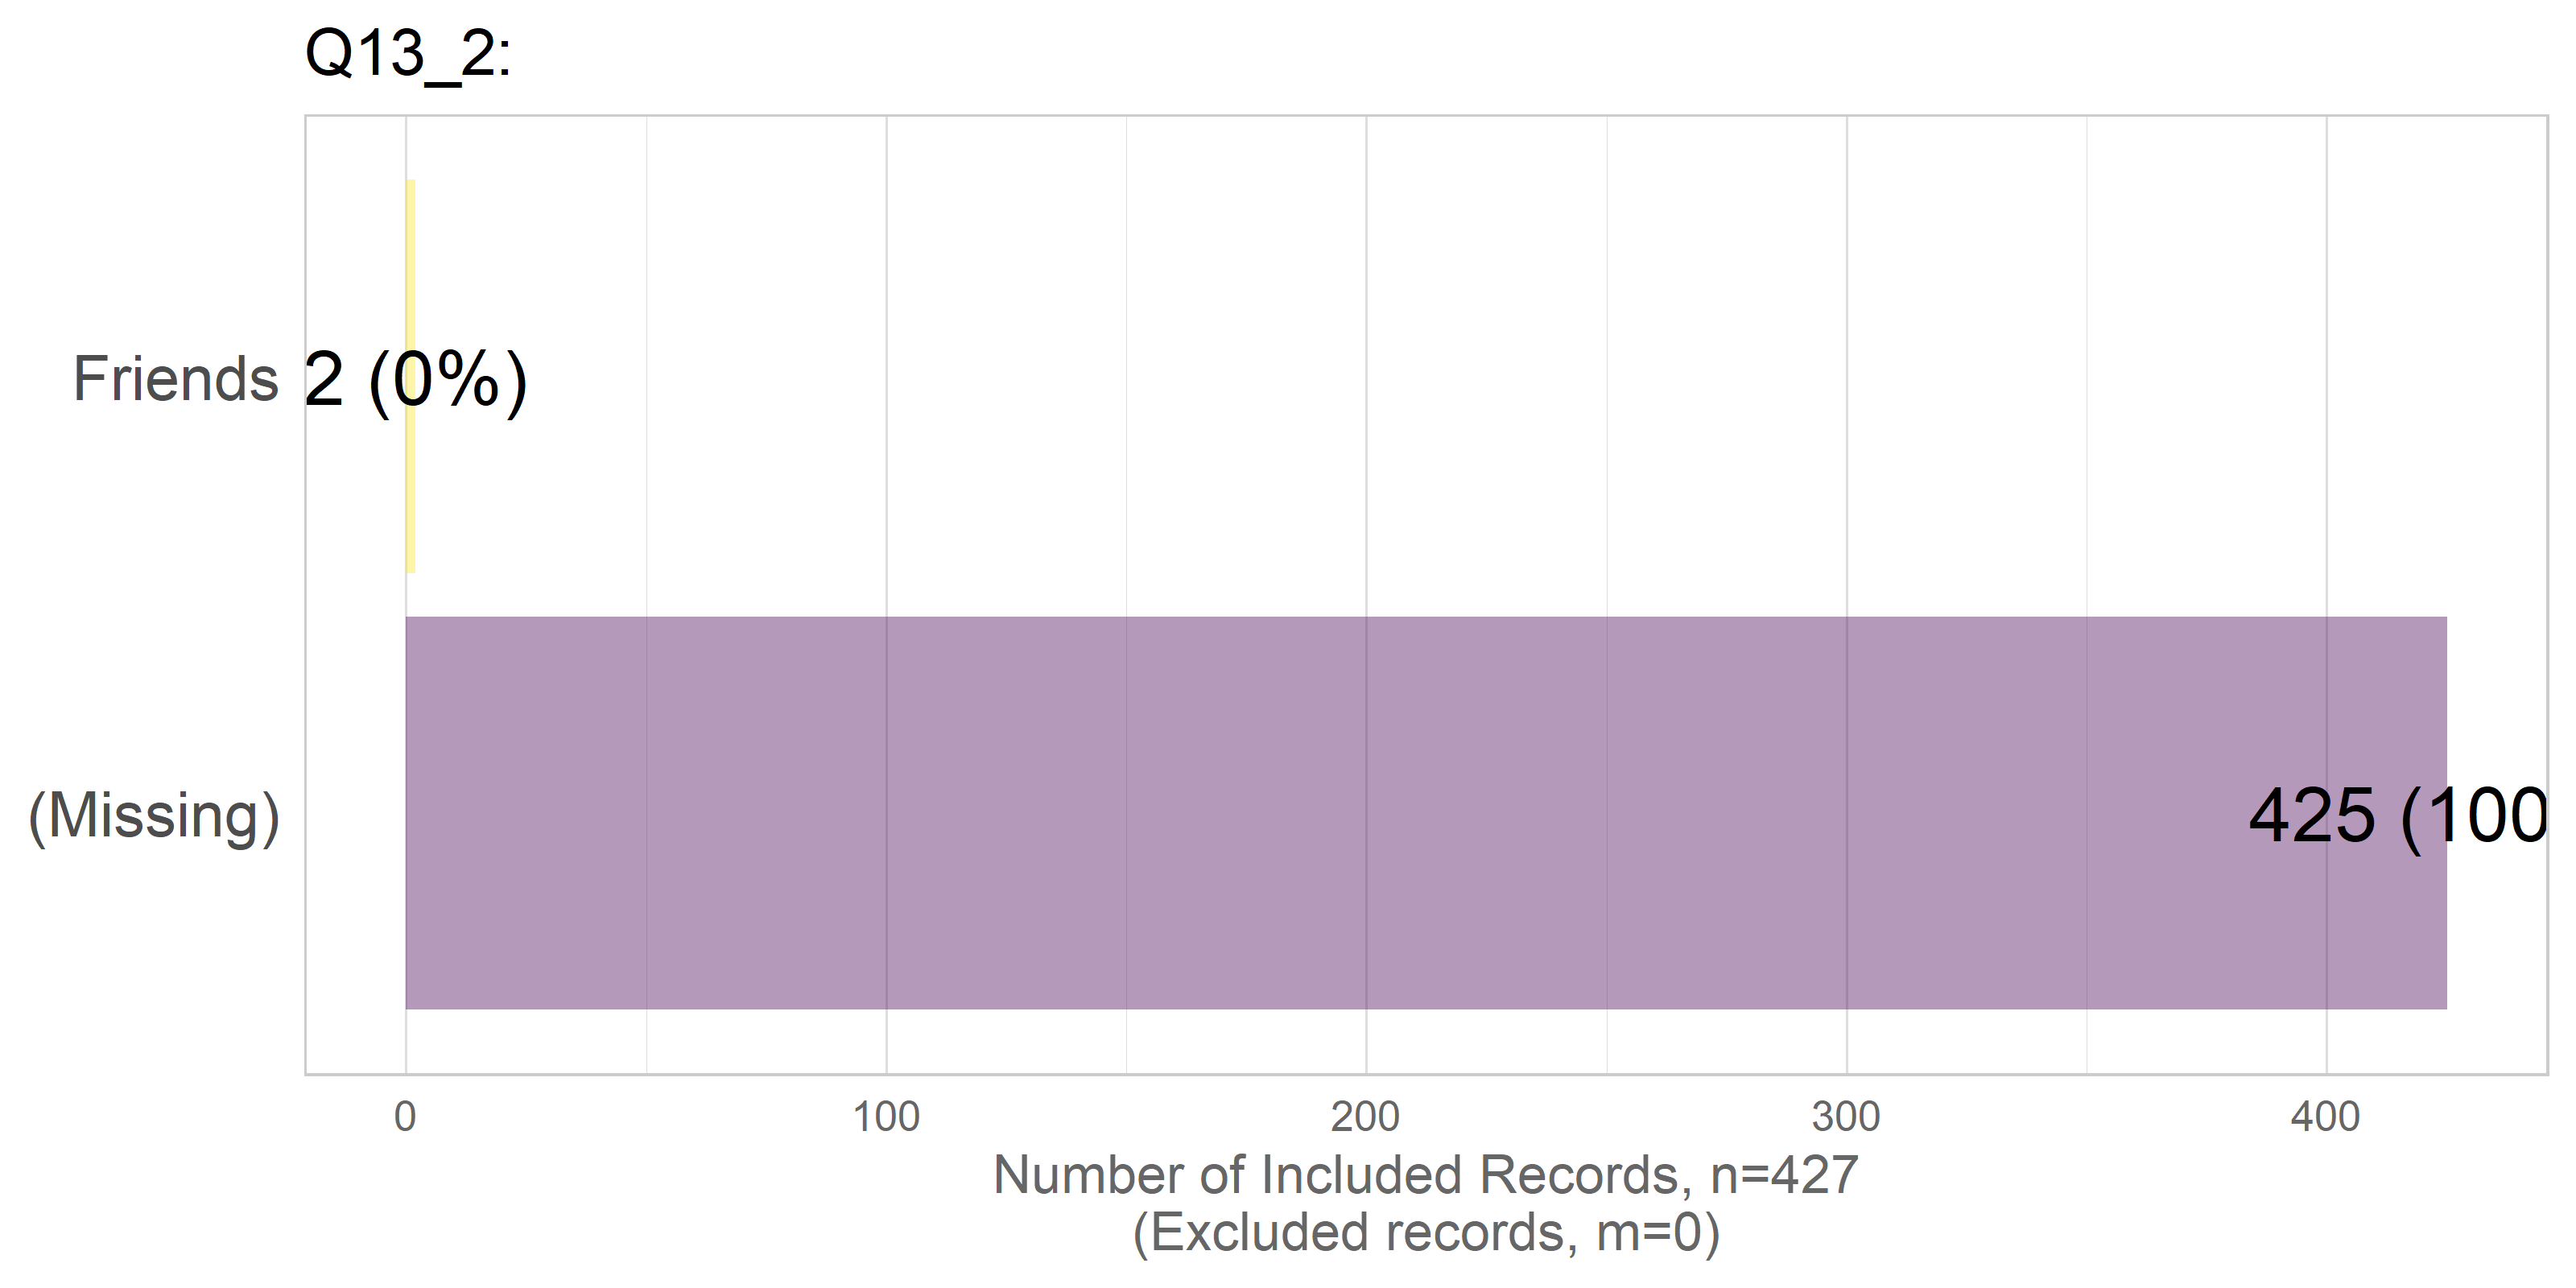 Q13_2:
Friends
2 (0%)
(Missing)
425 (100
0 100 200 300 400
Number of Included Records, n=427
(Excluded records, m=0)